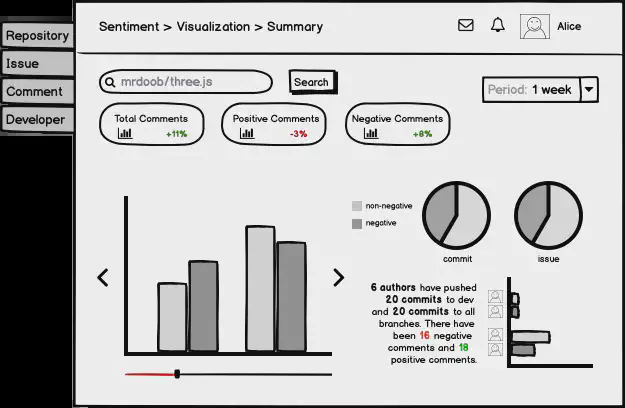 Sentiment > Visualization > Summary
Alice
Repository
Issue
Comment
Developer
mrdoob/three.js
Search
Period: 1 week
Total Comments
+11%
Positive Comments
-3%
Negative Comments
+8%
non-negative
negative
commit
issue
6 authors have pushed
20 commits to dev
and 20 commits to all
branches. There have
been 16 negative
comments and 18
positive comments.